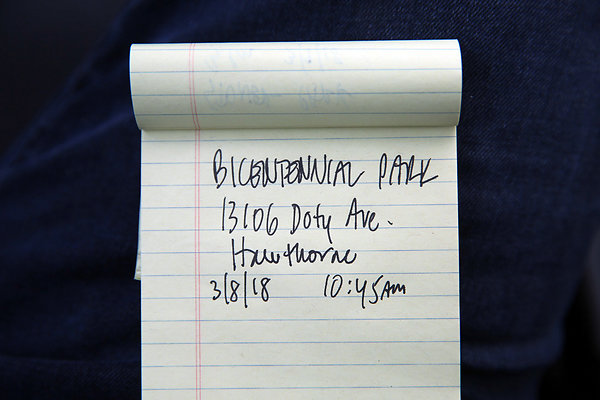 BICENTENNIAL PARK
13106 Doty Ave.
Hawthorne
3/8/18 10:45am